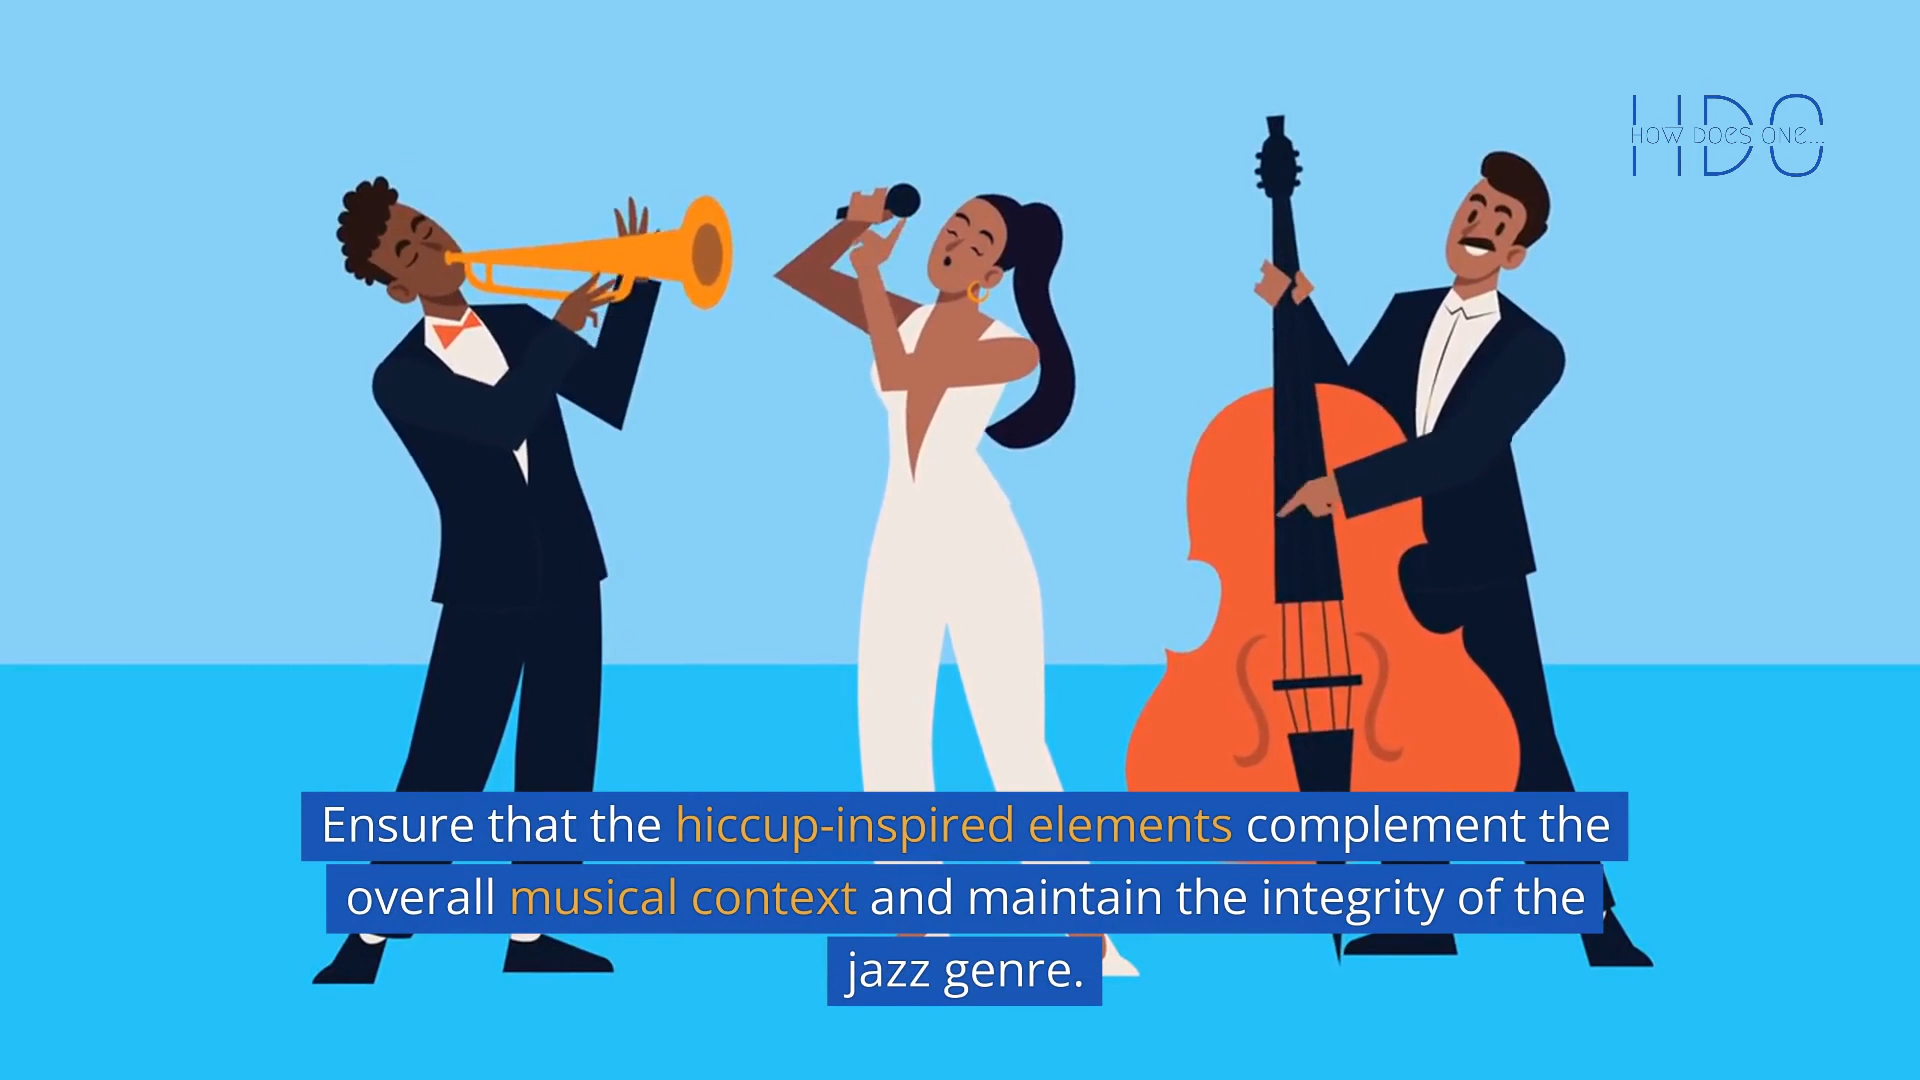 HDO
HOW DOES ONE...
Ensure that the hiccup-inspired elements complement the
overall musical context and maintain the integrity of the
jazz genre.